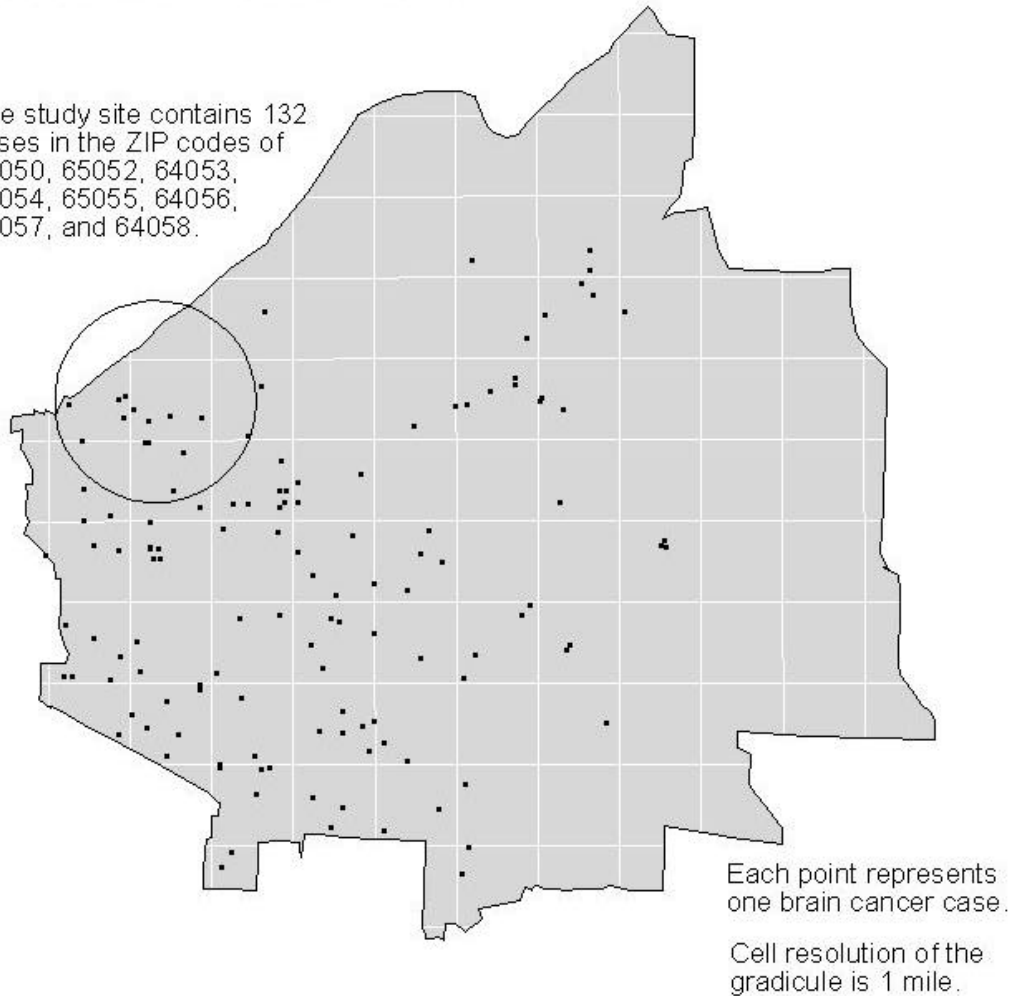 e study site contains 132
ses in the ZIP codes of
050, 65052, 64053,
054, 65055, 64056,
057, and 64058.
Each point represents
one brain cancer case.
Cell resolution of the
gradicule is 1 mile.